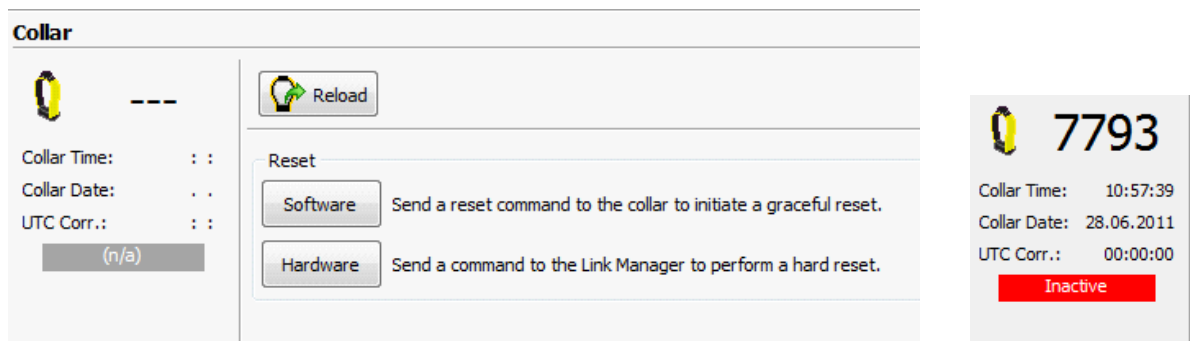 Collar
---
Collar Time: : :
Collar Date: . .
UTC Corr.: : :
(n/a)
Reload
Reset
Software Send a reset command to the collar to initiate a graceful reset.
Hardware Send a command to the Link Manager to perform a hard reset.
7793
Collar Time: 10:57:39
Collar Date: 28.06.2011
UTC Corr.: 00:00:00
Inactive